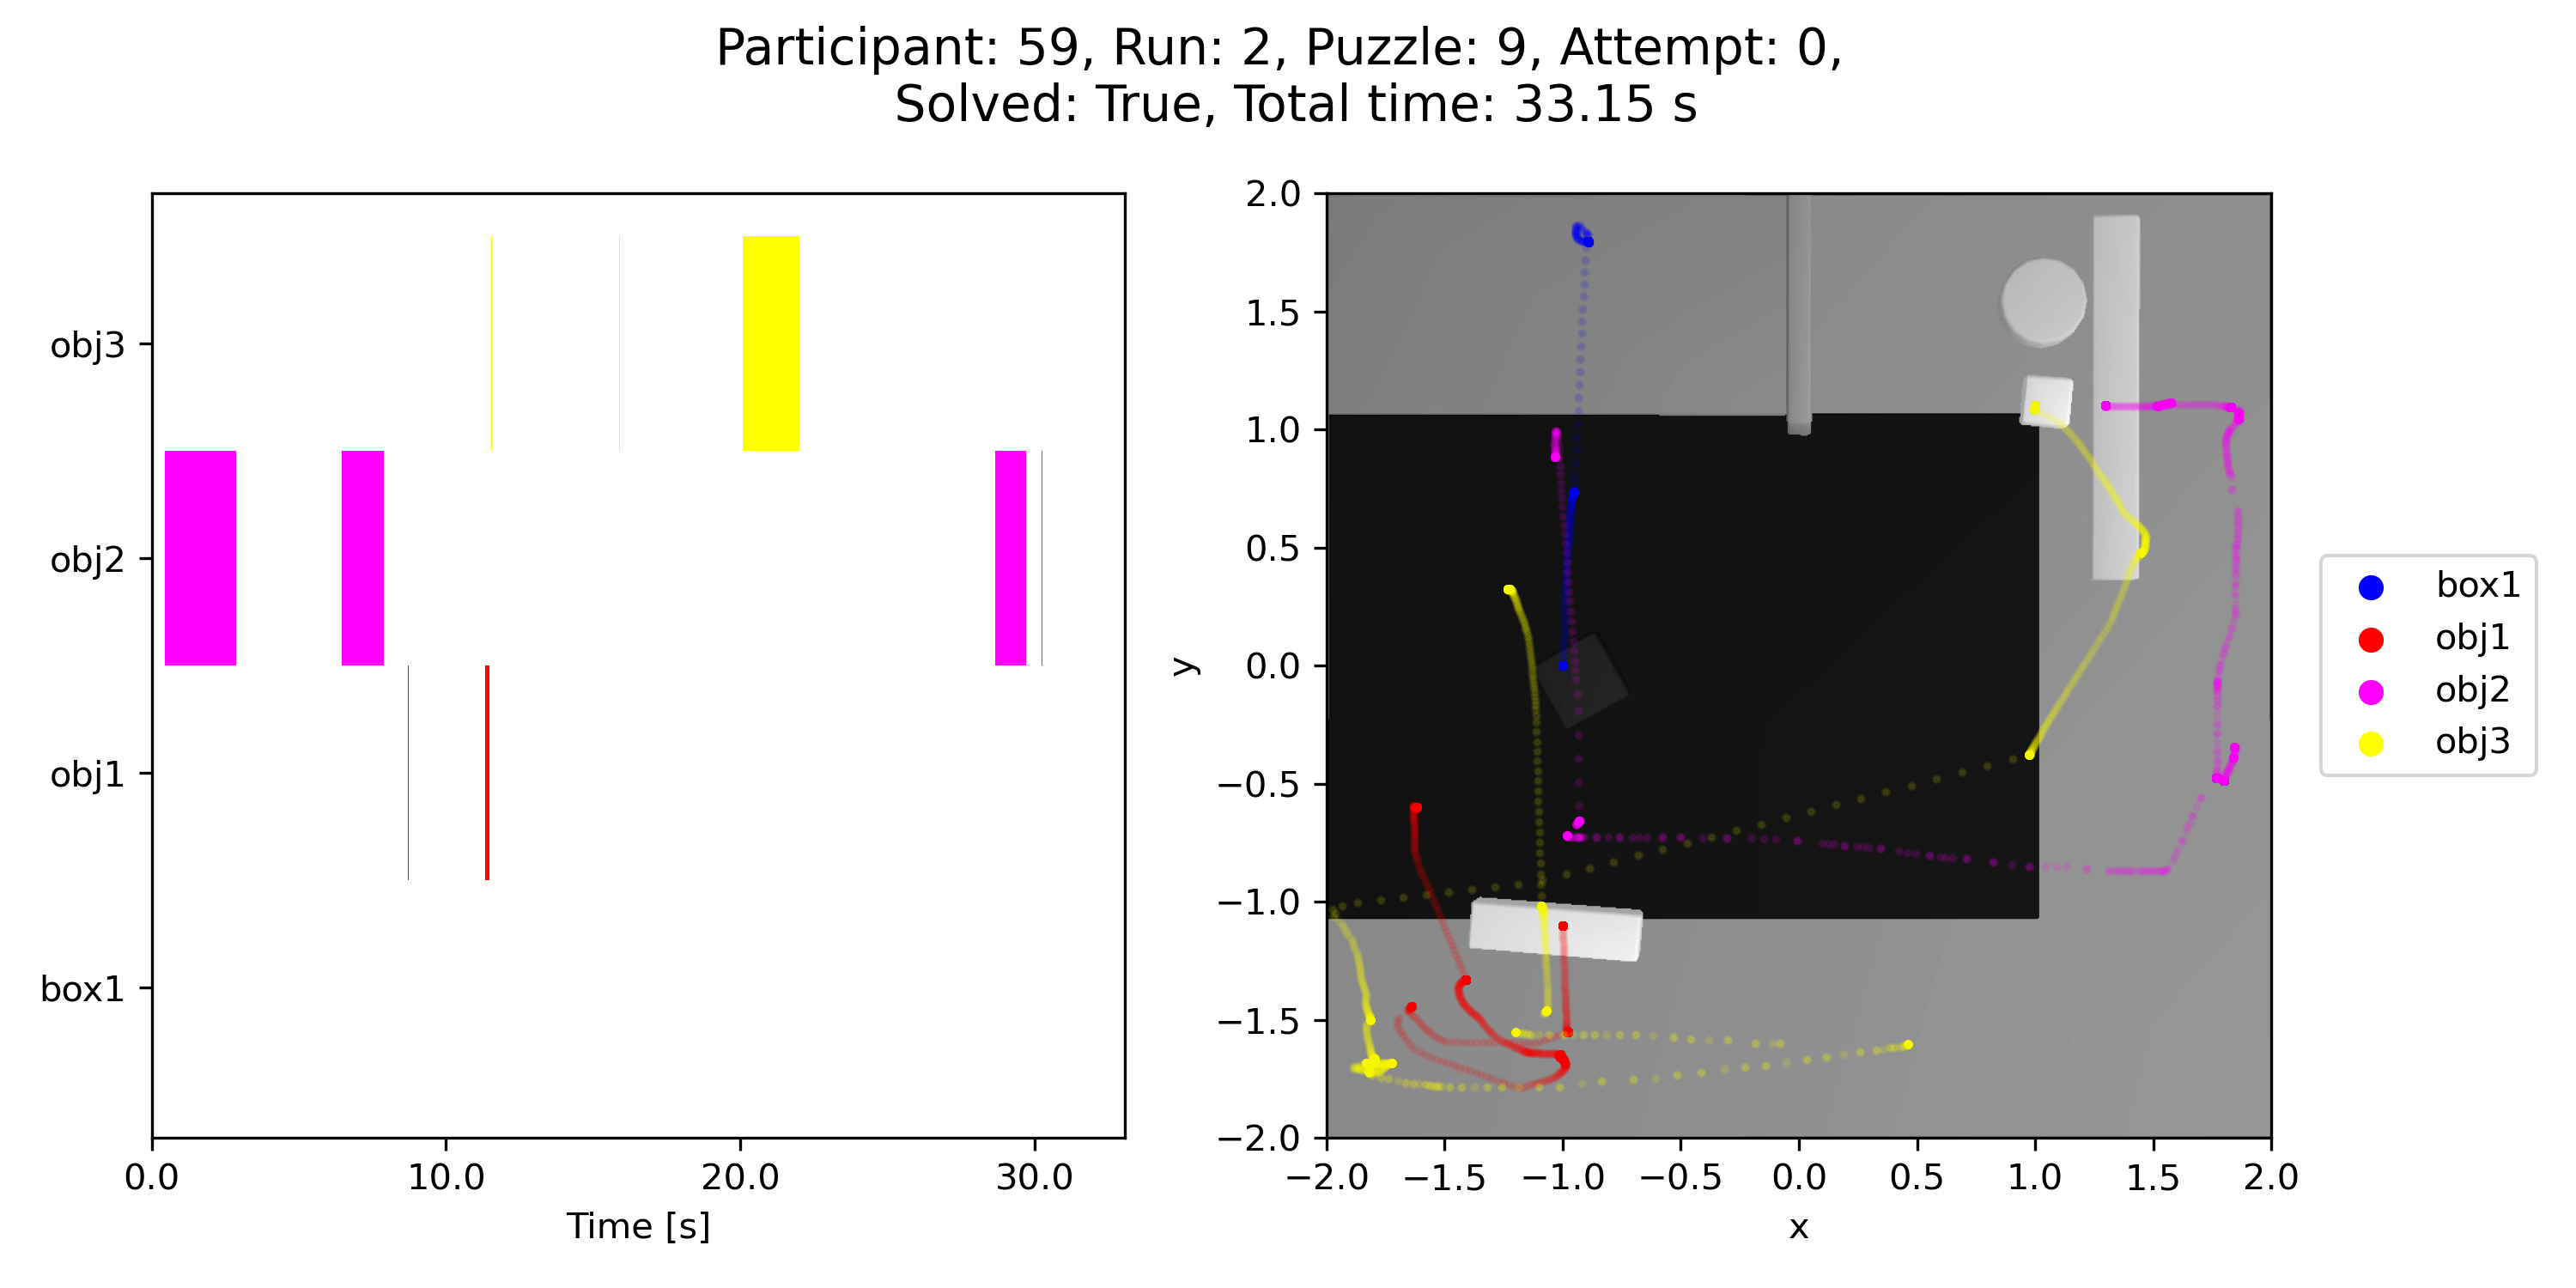 Participant: 59, Run: 2, Puzzle: 9, Attempt: 0,
Solved: True, Total time: 33.15 s
obj3
obj2
obj1
box1
0.0 10.0 20.0 30.0
Time [s]
2.0
1.5
1.0
0.5
0.0
−0.5
−1.0
−1.5
−2.0
y
−2.0 −1.5 −1.0 −0.5 0.0 0.5 1.0 1.5 2.0
x
box1
obj1
obj2
obj3